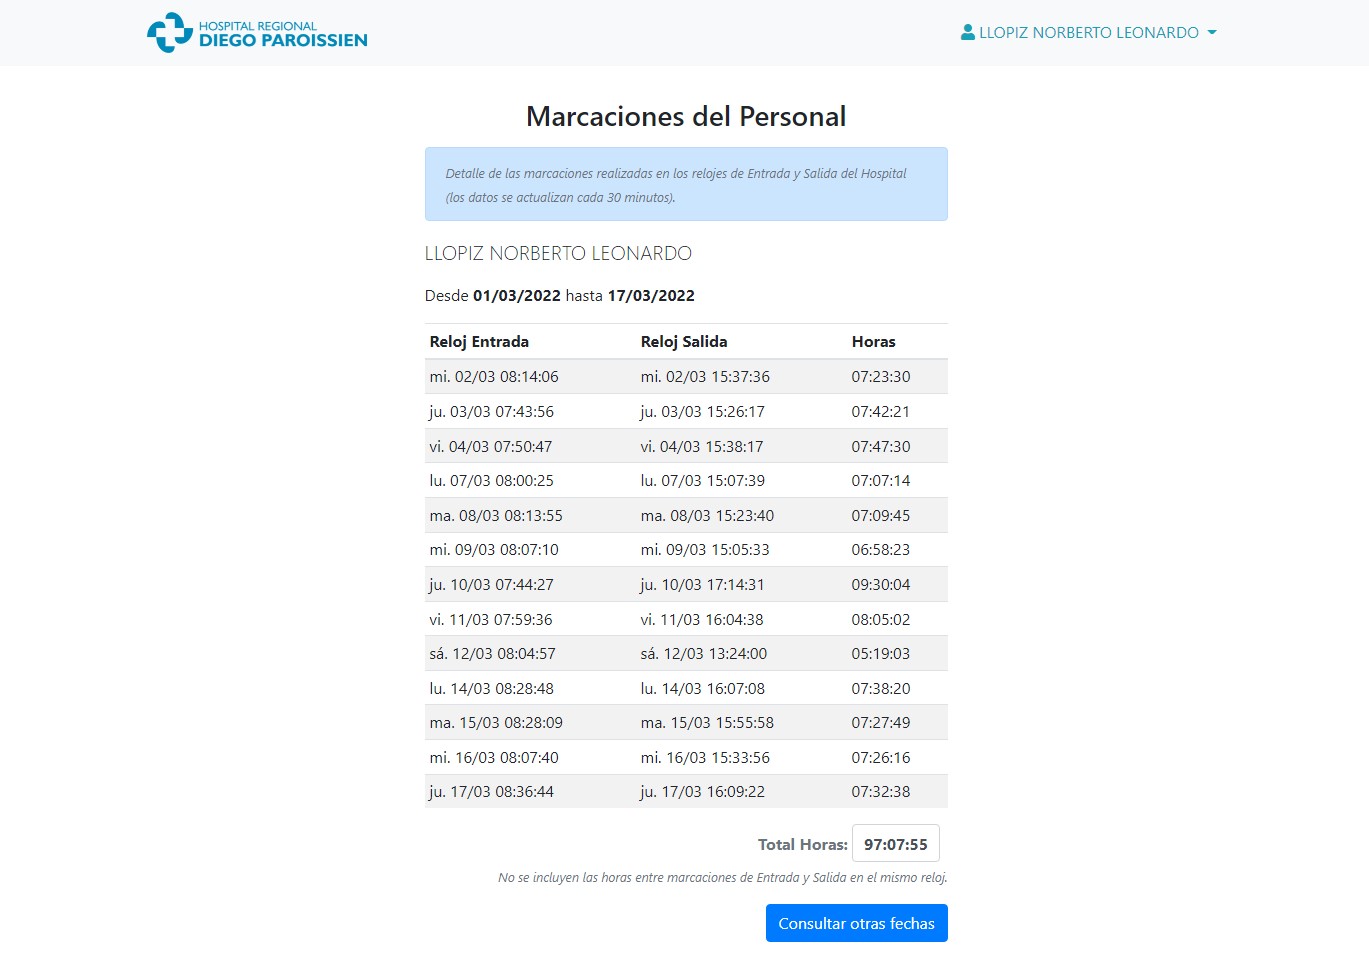 HOSPITAL REGIONAL
DIEGO PAROISSIEN
LLOPIZ NORBERTO LEONARDO
Marcaciones del Personal
Detalle de las marcaciones realizadas en los relojes de Entrada y Salida del Hospital
(los datos se actualizan cada 30 minutos).
LLOPIZ NORBERTO LEONARDO
Desde 01/03/2022 hasta 17/03/2022
Reloj Entrada Reloj Salida Horas
mi. 02/03 08:14:06 mi. 02/03 15:37:36 07:23:30
ju. 03/03 07:43:56 ju. 03/03 15:26:17 07:42:21
vi. 04/03 07:50:47 vi. 04/03 15:38:17 07:47:30
lu. 07/03 08:00:25 lu. 07/03 15:07:39 07:07:14
ma. 08/03 08:13:55 ma. 08/03 15:23:40 07:09:45
mi. 09/03 08:07:10 mi. 09/03 15:05:33 06:58:23
ju. 10/03 07:44:27 ju. 10/03 17:14:31 09:30:04
vi. 11/03 07:59:36 vi. 11/03 16:04:38 08:05:02
sá. 12/03 08:04:57 sá. 12/03 13:24:00 05:19:03
lu. 14/03 08:28:48 lu. 14/03 16:07:08 07:38:20
ma. 15/03 08:28:09 ma. 15/03 15:55:58 07:27:49
mi. 16/03 08:07:40 mi. 16/03 15:33:56 07:26:16
ju. 17/03 08:36:44 ju. 17/03 16:09:22 07:32:38
Total Horas: 97:07:55
No se incluyen las horas entre marcaciones de Entrada y Salida en el mismo reloj.
Consultar otras fechas